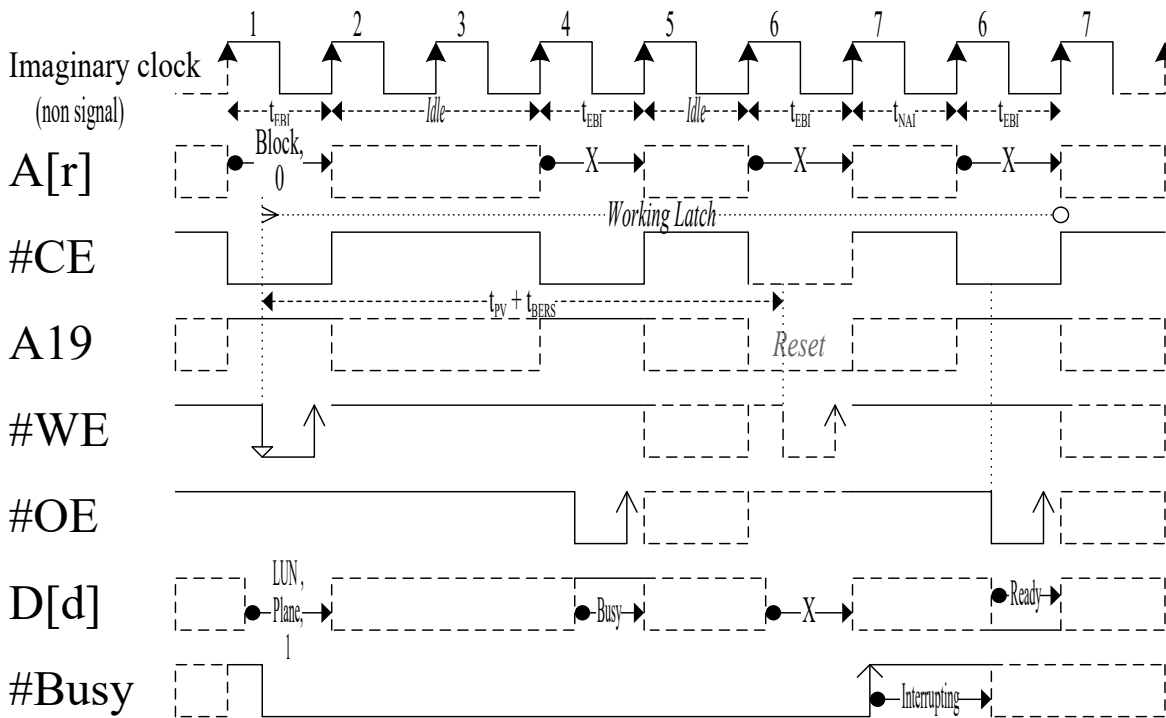 1 2 3 4 5 6 7 6 7
Imaginary clock
(non signal)
tEBI Idle tEBI Idle tEBI tNAI tEBI
A[r]
Block,
0
X X X
Working Latch
#CE
tPV + tBERS
A19
Reset
#WE
#OE
D[d]
LUN ,
Plane,
1
Busy X Ready
#Busy
Interrupting